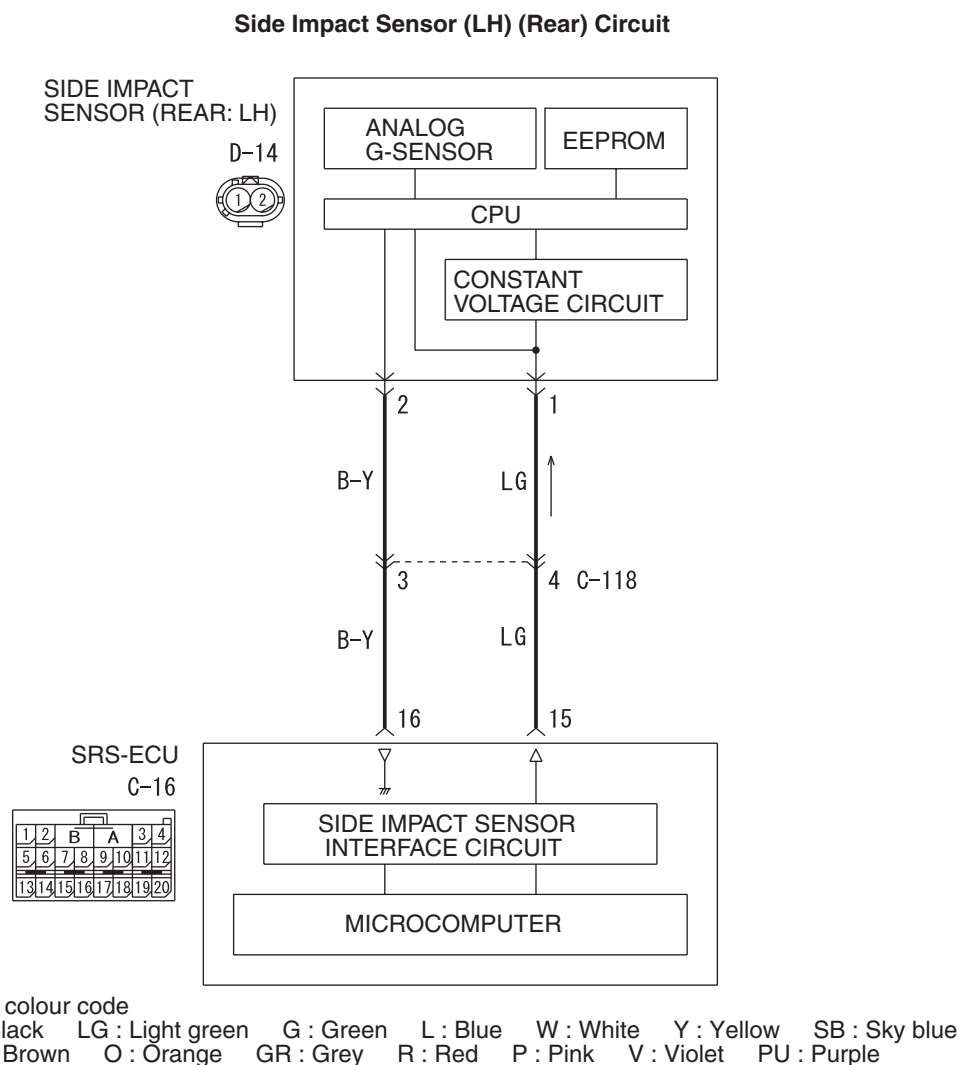 Side Impact Sensor (LH) (Rear) Circuit
SIDE IMPACT
SENSOR (REAR: LH)
D-14
1 2
ANALOG
G-SENSOR
EEPROM
CPU
CONSTANT
VOLTAGE CIRCUIT
2 1
B-Y LG
3 4 C-118
B-Y LG
16 15
SRS-ECU
C-16
1 2 B A 3 4
5 6 7 8 9 10 11 12
13 14 15 16 17 18 19 20
SIDE IMPACT SENSOR
INTERFACE CIRCUIT
MICROCOMPUTER
colour code
lack LG : Light green G : Green L : Blue W : White Y : Yellow SB : Sky blue
Brown O : Orange GR : Grey R : Red P : Pink V : Violet PU : Purple